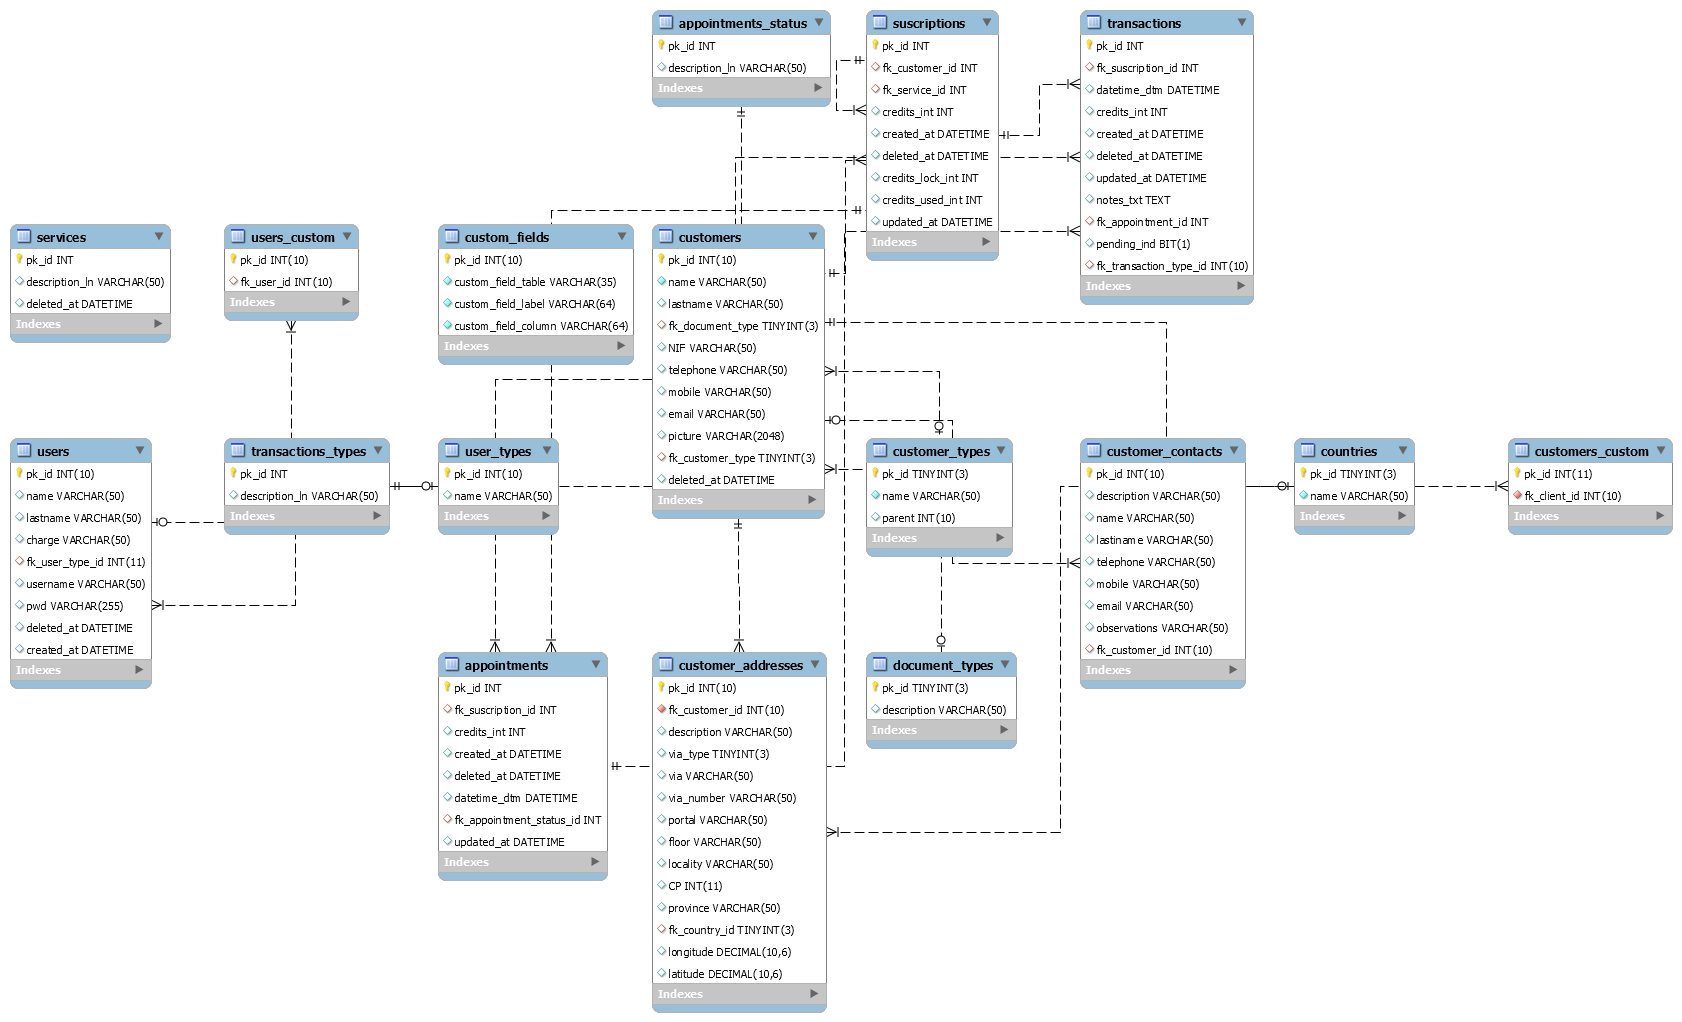 appointments_status
pk_id INT
description_ln VARCHAR(50)
Indexes
suscriptions
pk_id INT
fk_customer_id INT
fk_service_id INT
credits_int INT
created_at DATETIME
deleted_at DATETIME
credits_lock_int INT
credits_used_int INT
updated_at DATETIME
Indexes
transactions
pk_id INT
fk_suscription_id INT
datetime_dtm DATETIME
credits_int INT
created_at DATETIME
deleted_at DATETIME
updated_at DATETIME
notes_txt TEXT
fk_appointment_id INT
pending_ind BIT(1)
fk_transaction_type_id INT(10)
Indexes
services
pk_id INT
description_ln VARCHAR(50)
deleted_at DATETIME
Indexes
users_custom
pk_id INT(10)
fk_user_id INT(10)
Indexes
custom_fields
pk_id INT(10)
custom_field_table VARCHAR(35)
custom_field_label VARCHAR(64)
custom_field_column VARCHAR(64)
Indexes
customers
pk_id INT(10)
name VARCHAR(50)
lastname VARCHAR(50)
fk_document_type TINYINT(3)
NIF VARCHAR(50)
telephone VARCHAR(50)
mobile VARCHAR(50)
email VARCHAR(50)
picture VARCHAR(2048)
fk_customer_type TINYINT(3)
deleted_at DATETIME
Indexes
users
pk_id INT(10)
name VARCHAR(50)
lastname VARCHAR(50)
charge VARCHAR(50)
fk_user_type_id INT(11)
username VARCHAR(50)
pwd VARCHAR(255)
deleted_at DATETIME
created_at DATETIME
Indexes
transactions_types
pk_id INT
description_ln VARCHAR(50)
Indexes
user_types
pk_id INT(10)
name VARCHAR(50)
Indexes
customer_types
pk_id TINYINT(3)
name VARCHAR(50)
parent INT(10)
Indexes
customer_contacts
pk_id INT(10)
description VARCHAR(50)
name VARCHAR(50)
lastiname VARCHAR(50)
telephone VARCHAR(50)
mobile VARCHAR(50)
email VARCHAR(50)
observations VARCHAR(50)
fk_customer_id INT(10)
Indexes
countries
pk_id TINYINT(3)
name VARCHAR(50)
Indexes
customers_custom
pk_id INT(11)
fk_client_id INT(10)
Indexes
appointments
pk_id INT
fk_suscription_id INT
credits_int INT
created_at DATETIME
deleted_at DATETIME
datetime_dtm DATETIME
fk_appointment_status_id INT
updated_at DATETIME
Indexes
customer_addresses
pk_id INT(10)
fk_customer_id INT(10)
description VARCHAR(50)
via_type TINYINT(3)
via VARCHAR(50)
via_number VARCHAR(50)
portal VARCHAR(50)
floor VARCHAR(50)
locality VARCHAR(50)
CP INT(11)
province VARCHAR(50)
fk_country_id TINYINT(3)
longitude DECIMAL(10,6)
latitude DECIMAL(10,6)
Indexes
document_types
pk_id TINYINT(3)
description VARCHAR(50)
Indexes